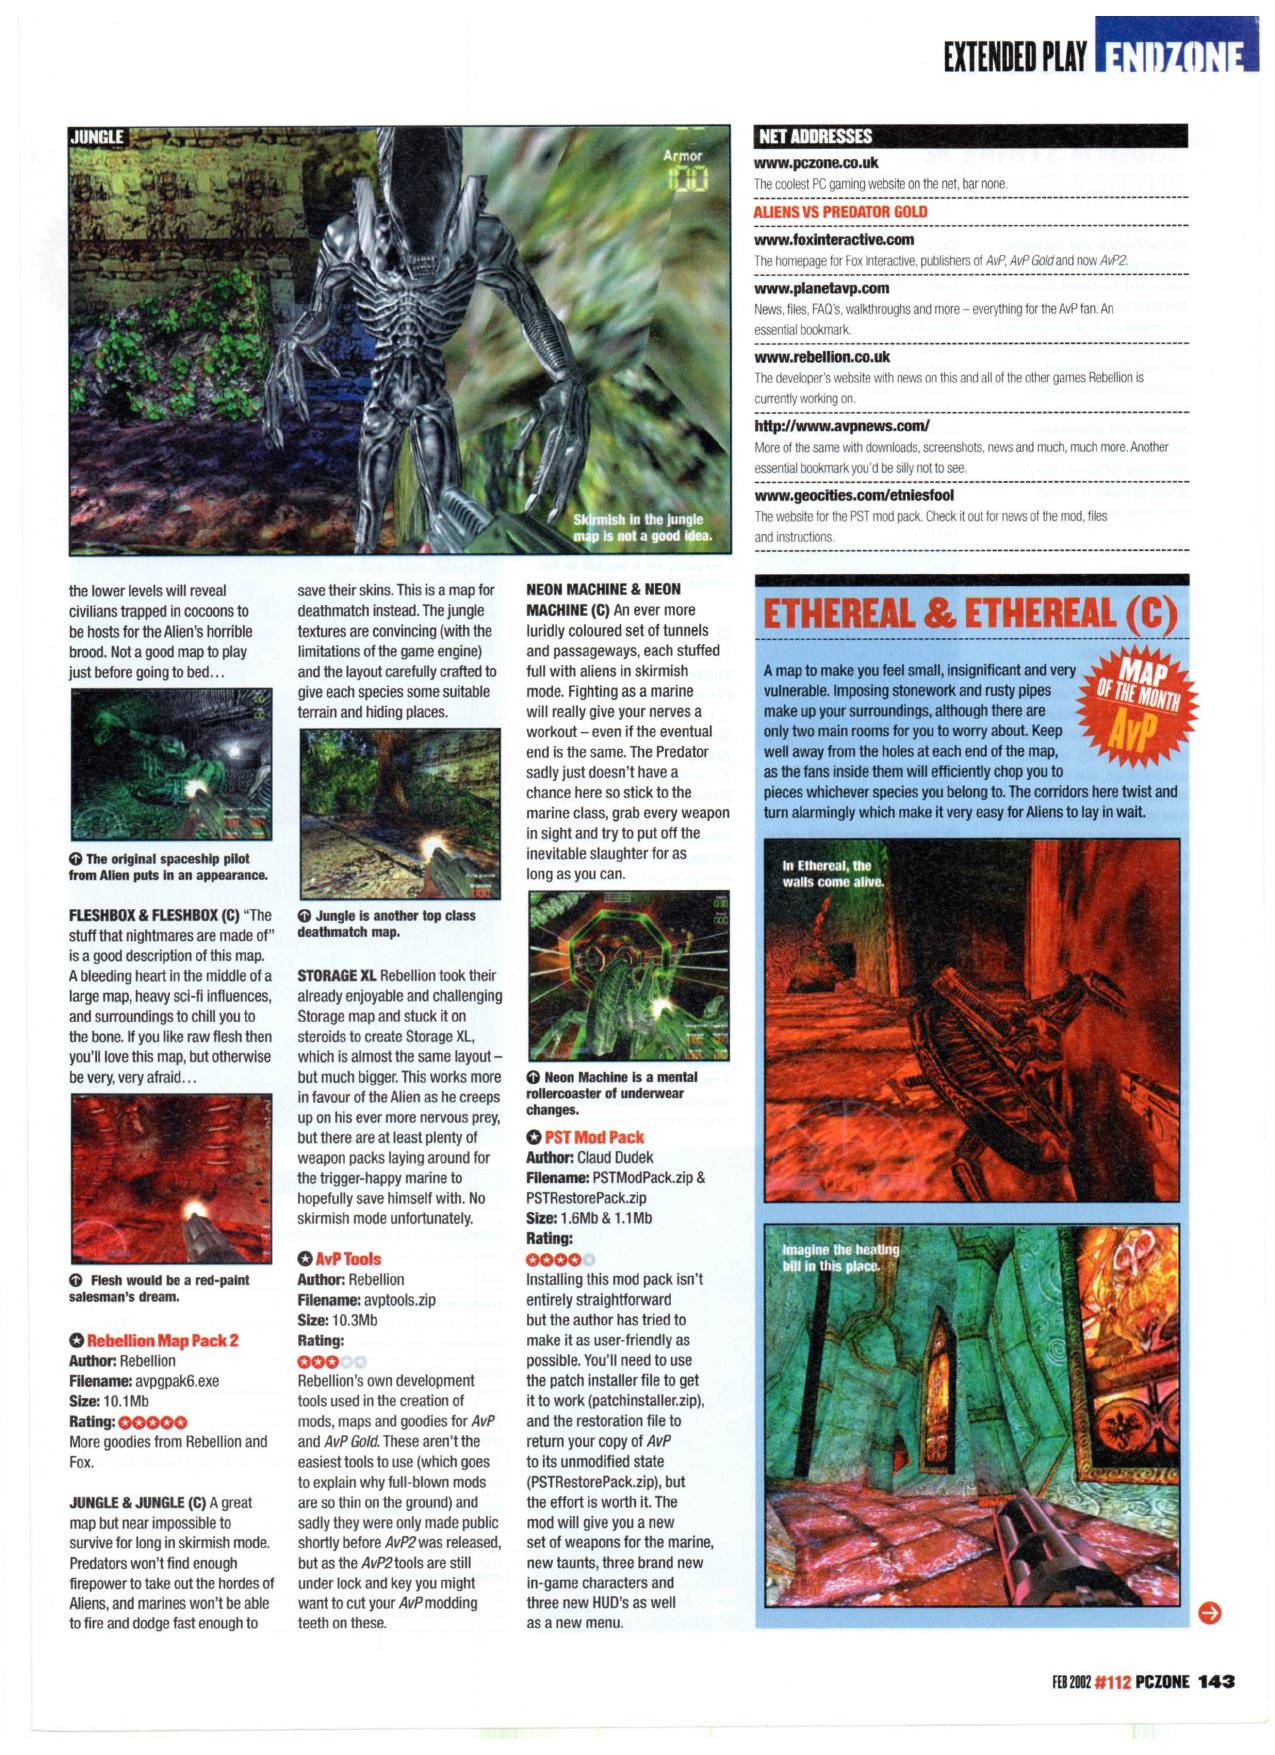 EXTENDED PLAY ENDZONE
JUNGLE
Armor
100
Skirmish in the jungle
map is not a good idea.
the lower levels will reveal
civilians trapped in cocoons to
be hosts for the Alien's horrible
brood. Not a good map to play
just before going to bed...
The original spaceship pilot
from Alien puts in an appearance.
FLESHBOX & FLESHBOX (C) "The
stuff that nightmares are made of"
is a good description of this map.
A bleeding heart in the middle of a
large map, heavy sci-fi influences,
and surroundings to chill you to
the bone. If you like raw flesh then
you'll love this map, but otherwise
be very, very afraid...
Flesh would be a red-paint
salesman's dream.
Rebellion Map Pack 2
Author: Rebellion
Filename: avpgpak6.exe
Size: 10.1Mb
Rating:
More goodies from Rebellion and
Fox.
JUNGLE & JUNGLE (C) A great
map but near impossible to
survive for long in skirmish mode.
Predators won't find enough
firepower to take out the hordes of
Aliens, and marines won't be able
to fire and dodge fast enough to
save their skins. This is a map for
deathmatch instead. The jungle
textures are convincing (with the
limitations of the game engine)
and the layout carefully crafted to
give each species some suitable
terrain and hiding places.
Jungle is another top class
deathmatch map.
STORAGE XL Rebellion took their
already enjoyable and challenging
Storage map and stuck it on
steroids to create Storage XL,
which is almost the same layout –
but much bigger. This works more
in favour of the Alien as he creeps
up on his ever more nervous prey,
but there are at least plenty of
weapon packs laying around for
the trigger-happy marine to
hopefully save himself with. No
skirmish mode unfortunately.
AvP Tools
Author: Rebellion
Filename: avptools.zip
Size: 10.3Mb
Rating:
Rebellion's own development
tools used in the creation of
mods, maps and goodies for AvP
and AvP Gold. These aren't the
easiest tools to use (which goes
to explain why full-blown mods
are so thin on the ground) and
sadly they were only made public
shortly before AvP2 was released,
but as the AvP2 tools are still
under lock and key you might
want to cut your AvP modding
teeth on these.
NEON MACHINE & NEON
MACHINE (C) An ever more
luridly coloured set of tunnels
and passageways, each stuffed
full with aliens in skirmish
mode. Fighting as a marine
will really give your nerves a
workout – even if the eventual
end is the same. The Predator
sadly just doesn't have a
chance here so stick to the
marine class, grab every weapon
in sight and try to put off the
inevitable slaughter for as
long as you can.
Neon Machine is a mental
rollercoaster of underwear
changes.
PST Mod Pack
Author: Claud Dudek
Filename: PSTModPack.zip &
PSTRestorePack.zip
Size: 1.6Mb & 1.1Mb
Rating:
Installing this mod pack isn't
entirely straightforward
but the author has tried to
make it as user-friendly as
possible. You'll need to use
the patch installer file to get
it to work (patchinstaller.zip),
and the restoration file to
return your copy of AvP
to its unmodified state
(PSTRestorePack.zip), but
the effort is worth it. The
mod will give you a new
set of weapons for the marine,
new taunts, three brand new
in-game characters and
three new HUD's as well
as a new menu.
NET ADDRESSES
www.pczone.co.uk
The coolest PC gaming website on the net, bar none.
ALIENS VS PREDATOR GOLD
www.foxinteractive.com
The homepage for Fox Interactive, publishers of AvP, AvP Gold and now AvP2.
www.planetavp.com
News, files, FAQ's, walkthroughs and more – everything for the AvP fan. An
essential bookmark.
www.rebellion.co.uk
The developer's website with news on this and all of the other games Rebellion is
currently working on.
http://www.avpnews.com/
More of the same with downloads, screenshots, news and much, much more. Another
essential bookmark you'd be silly not to see.
www.geocities.com/etniesfool
The website for the PST mod pack. Check it out for news of the mod, files
and instructions.
ETHEREAL & ETHEREAL (C)
A map to make you feel small, insignificant and very
vulnerable. Imposing stonework and rusty pipes
make up your surroundings, although there are
only two main rooms for you to worry about. Keep
well away from the holes at each end of the map,
as the fans inside them will efficiently chop you to
pieces whichever species you belong to. The corridors here twist and
turn alarmingly which make it very easy for Aliens to lay in wait.
MAP
OF THE MONTH
AvP
In Ethereal, the
walls come alive.
Imagine the heating
bill in this place.
FEB 2002 #112 PCZONE 143